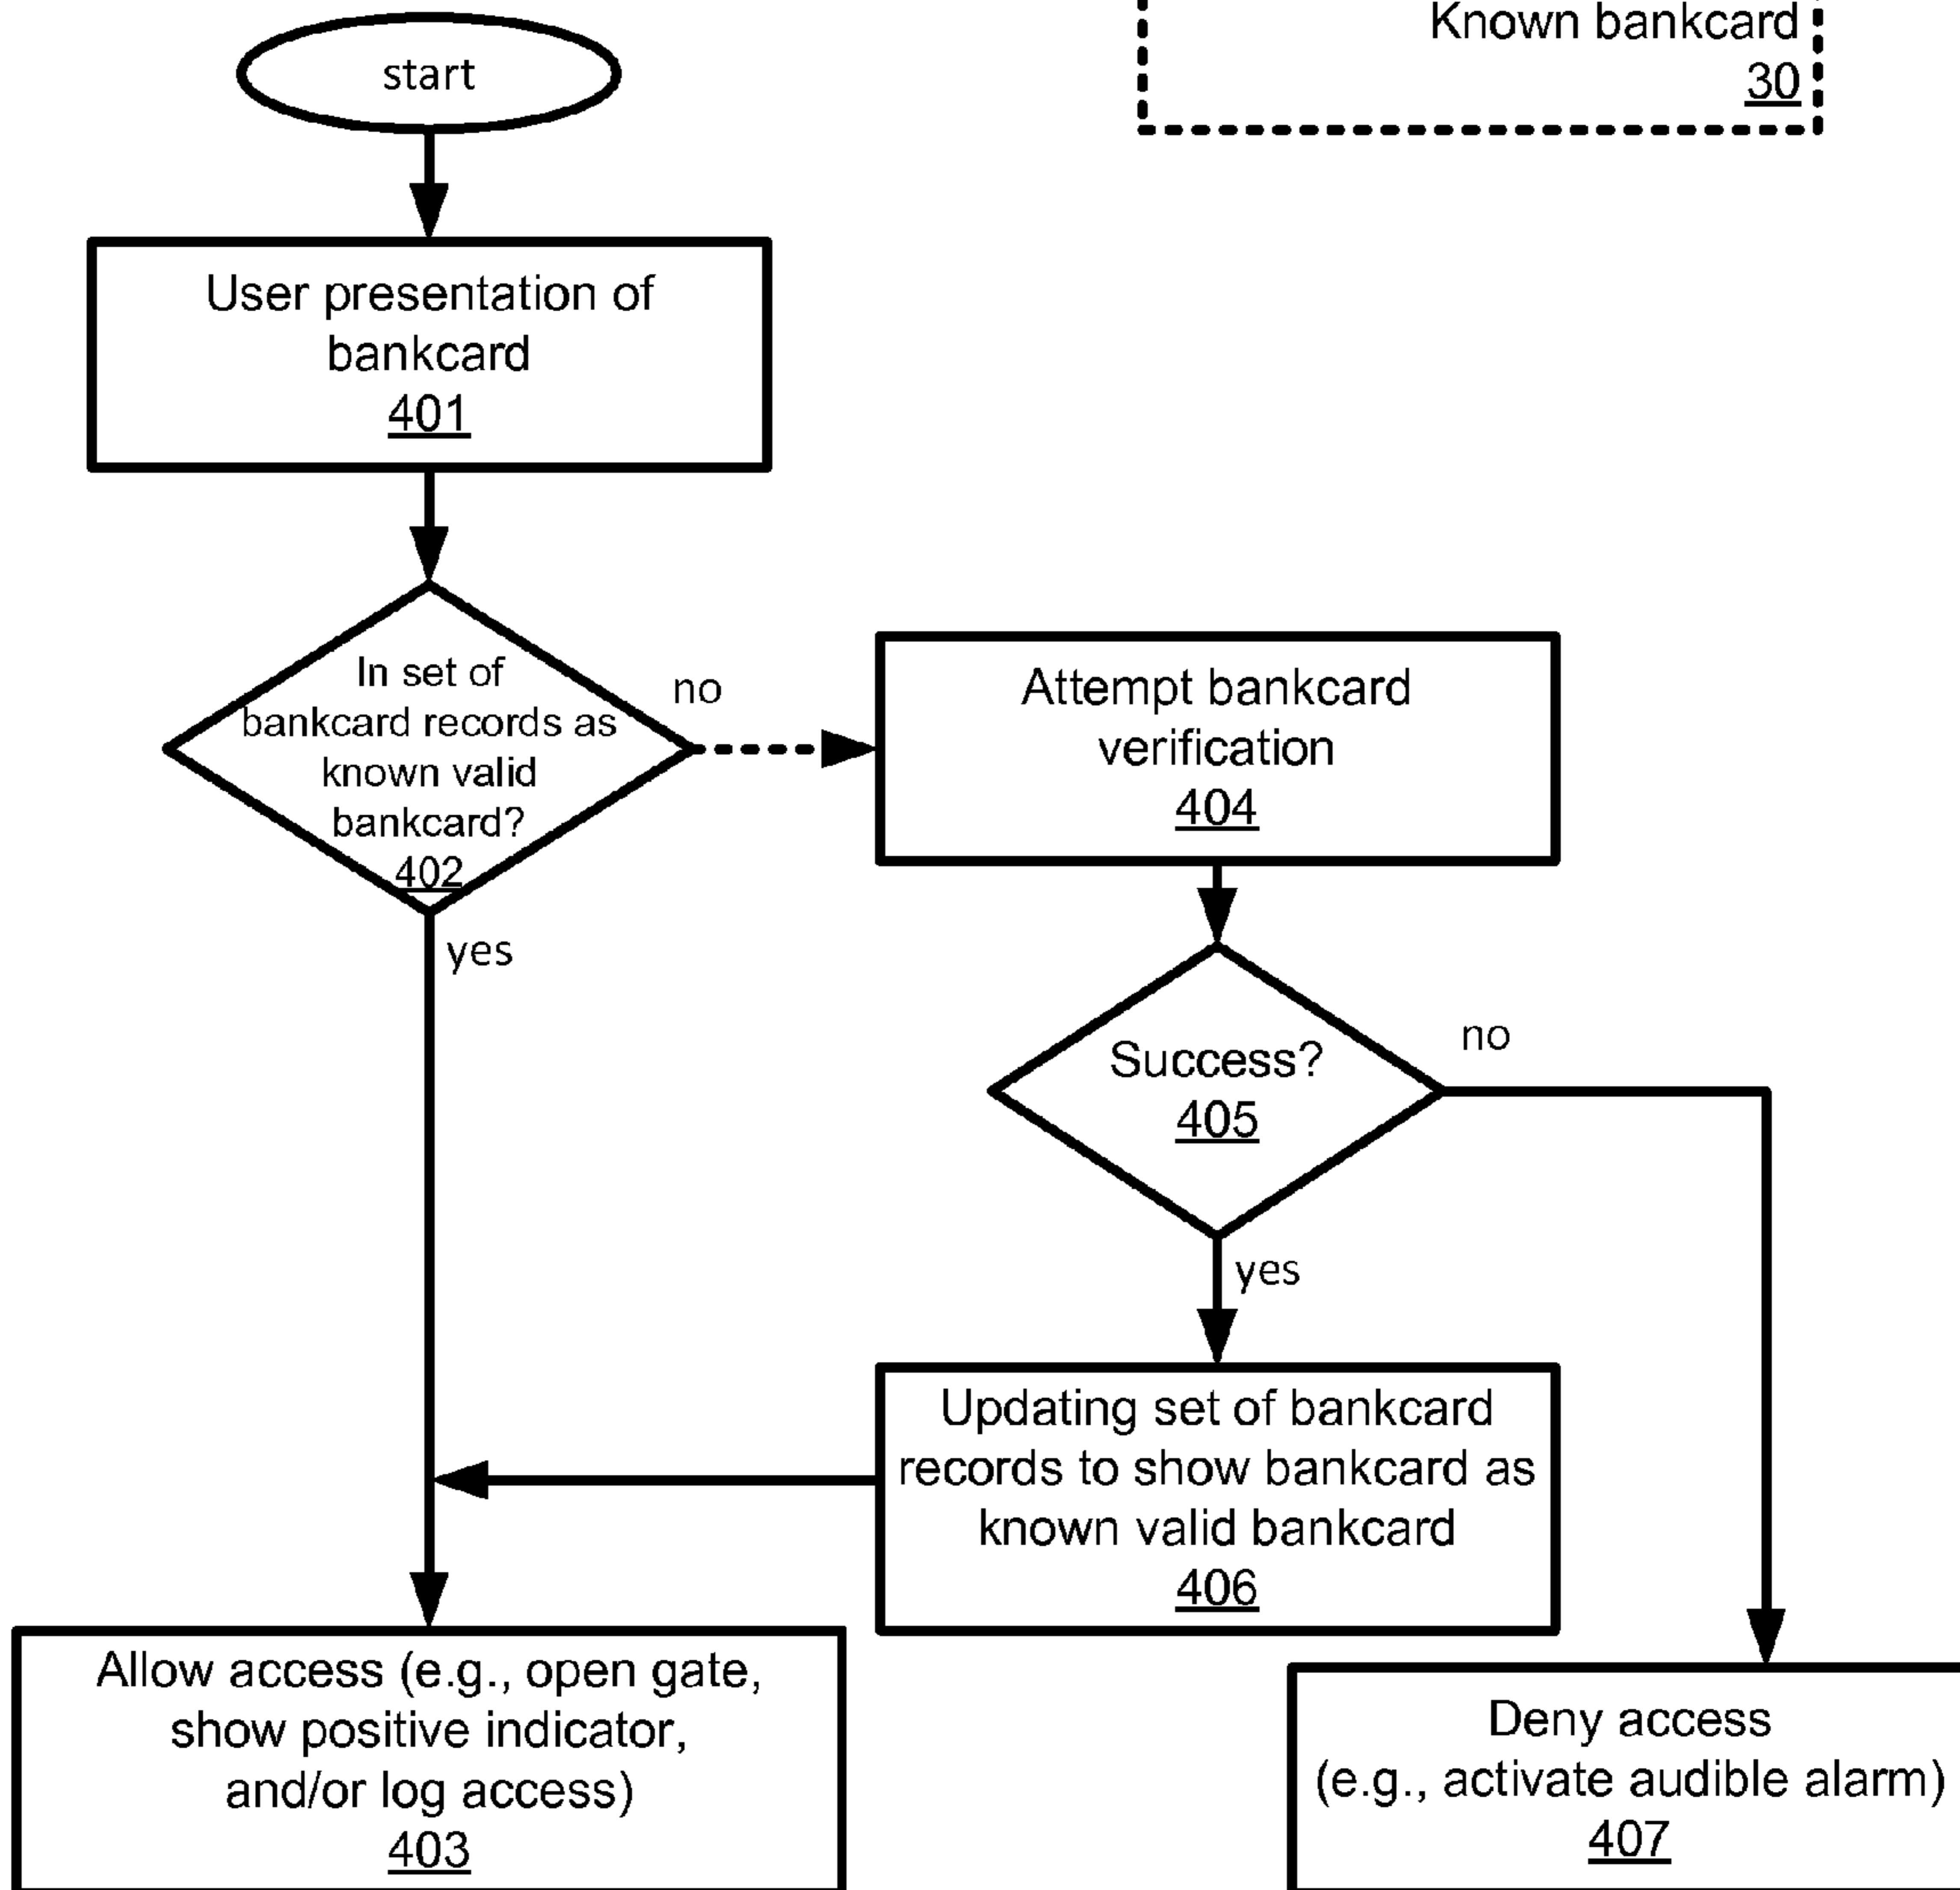 Known bankcard
30
start
User presentation of
bankcard
401
In set of
bankcard records as
known valid
bankcard?
402
no
yes
Attempt bankcard
verification
404
Success?
405
no
yes
Updating set of bankcard
records to show bankcard as
known valid bankcard
406
Allow access (e.g., open gate,
show positive indicator,
and/or log access)
403
Deny access
(e.g., activate audible alarm)
407